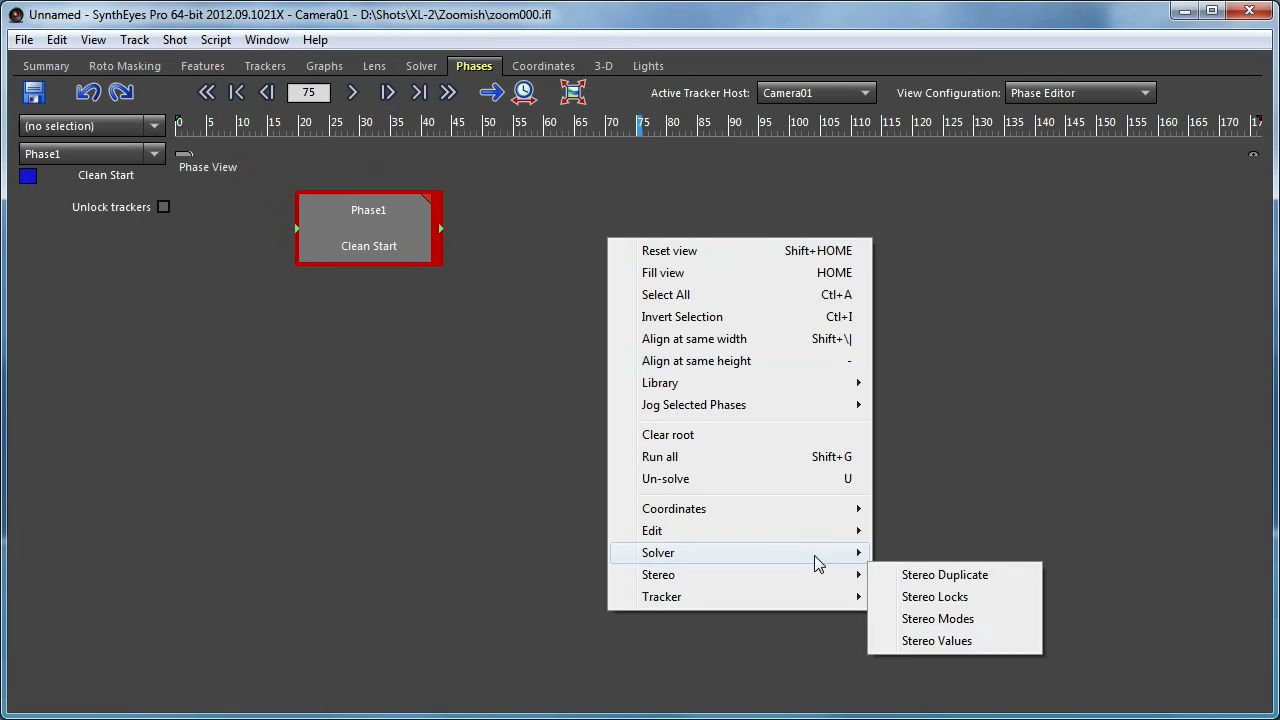 Unnamed - SynthEyes Pro 64-bit 2012.09.1021X - Camera01 - D:\Shots\XL-2\Zoomish\zoom000.ifl
File Edit View Track Shot Script Window Help
Summary Roto Masking Features Trackers Graphs Lens Solver Phases Coordinates 3-D Lights
75 Active Tracker Host: Camera01 View Configuration: Phase Editor
(no selection) 0 5 10 15 20 25 30 35 40 45 50 55 60 65 70 75 80 85 90 95 100 105 110 115 120 125 130 135 140 145 150 155 160 165 170 17
Phase1
Phase View
Clean Start
Unlock trackers
Phase1
Clean Start
Reset view Shift+HOME
Fill view HOME
Select All Ctl+A
Invert Selection Ctl+I
Align at same width Shift+\|
Align at same height -
Library
Jog Selected Phases
Clear root
Run all Shift+G
Un-solve U
Coordinates
Edit
Solver
Stereo
Tracker
Stereo Duplicate
Stereo Locks
Stereo Modes
Stereo Values